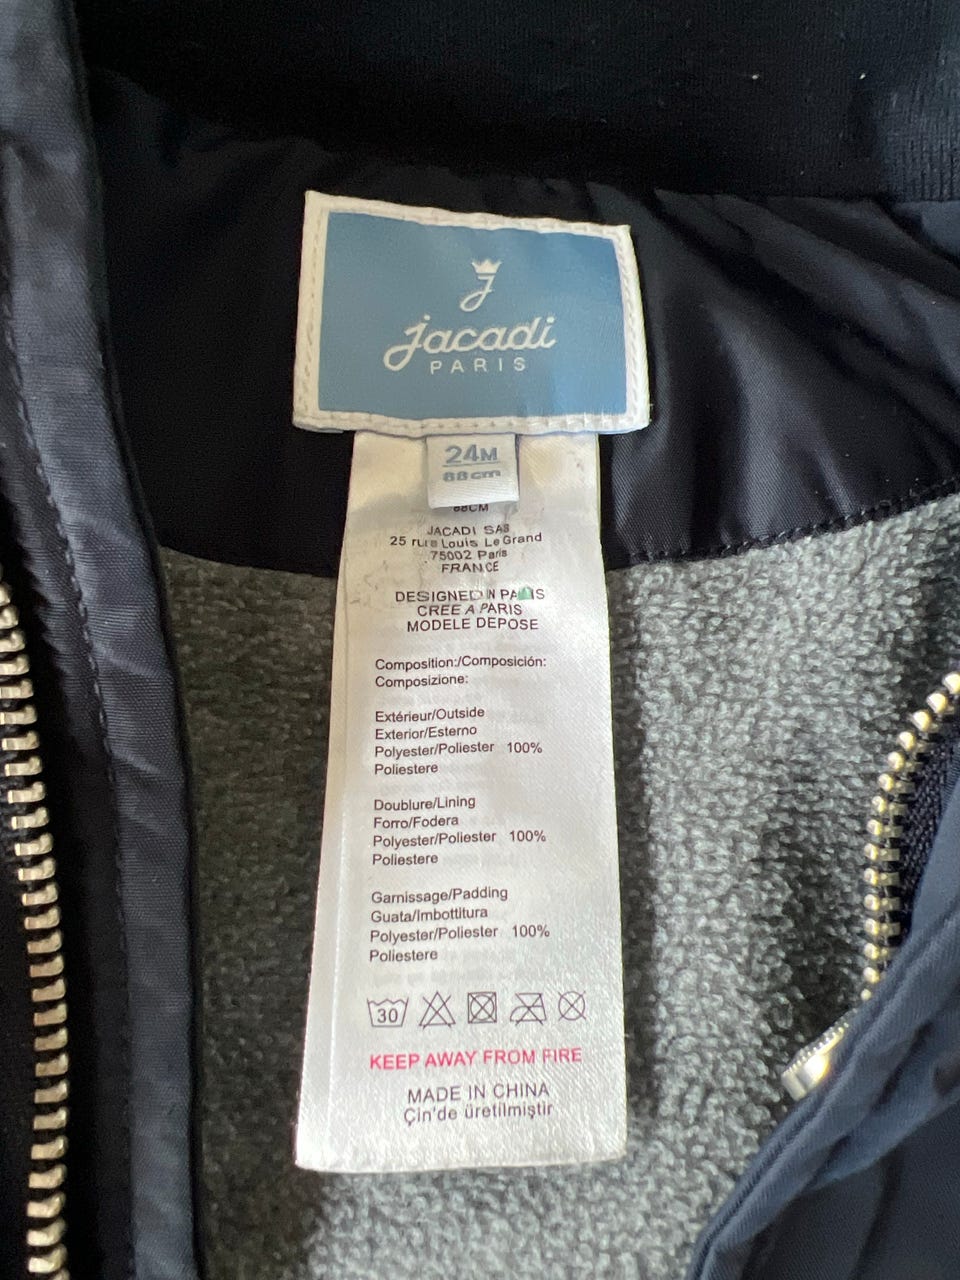 J
jacadi
PARIS
24M
88cm
88CM
JACADI SAS
25 rue Louis Le Grand
75002 Paris
FRANCE
DESIGNED IN PARIS
CREE A PARIS
MODELE DEPOSE
Composition:/Composición:
Composizione:
Extérieur/Outside
Exterior/Esterno
Polyester/Poliester 100%
Poliestere
Doublure/Lining
Forro/Fodera
Polyester/Poliester 100%
Poliestere
Garnissage/Padding
Guata/Imbottitura
Polyester/Poliester 100%
Poliestere
30
KEEP AWAY FROM FIRE
MADE IN CHINA
Çin'de üretilmiştir